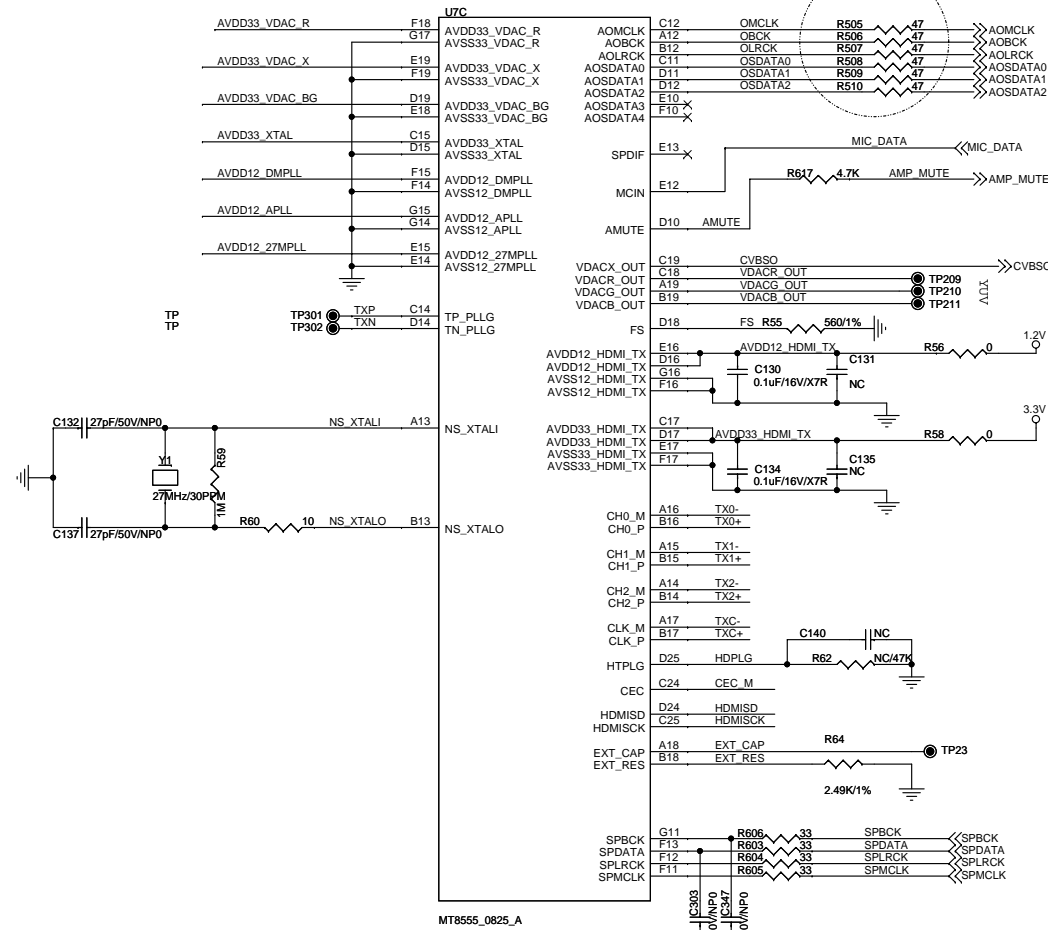 U7C
AVDD33_VDAC_R F18 AVDD33_VDAC_R
G17 AVSS33_VDAC_R
AVDD33_VDAC_X E19 AVDD33_VDAC_X
F19 AVSS33_VDAC_X
AVDD33_VDAC_BG D19 AVDD33_VDAC_BG
E18 AVSS33_VDAC_BG
AVDD33_XTAL C15 AVDD33_XTAL
D15 AVSS33_XTAL
AVDD12_DMPLL F15 AVDD12_DMPLL
F14 AVSS12_DMPLL
AVDD12_APLL G15 AVDD12_APLL
G14 AVSS12_APLL
AVDD12_27MPLL E15 AVDD12_27MPLL
E14 AVSS12_27MPLL
TP TP301 TXP C14 TP_PLLG
TP TP302 TXN D14 TN_PLLG
C132 27pF/50V/NP0 NS_XTALI A13 NS_XTALI
Y1
27MHz/30PPM
R59
1M
C137 27pF/50V/NP0 R60 10 NS_XTALO B13 NS_XTALO
AOMCLK C12 OMCLK R505 47 AOMCLK
AOBCK A12 OBCK R506 47 AOBCK
AOLRCK B12 OLRCK R507 47 AOLRCK
AOSDATA0 C11 OSDATA0 R508 47 AOSDATA0
AOSDATA1 D11 OSDATA1 R509 47 AOSDATA1
AOSDATA2 D12 OSDATA2 R510 47 AOSDATA2
AOSDATA3 E10
AOSDATA4 F10
SPDIF E13
MIC_DATA MIC_DATA
MCIN E12
R617 4.7K AMP_MUTE AMP_MUTE
AMUTE D10 AMUTE
VDACX_OUT C19 CVBSO CVBSO
VDACR_OUT C18 VDACR_OUT TP209
VDACG_OUT A19 VDACG_OUT TP210
VDACB_OUT B19 VDACB_OUT TP211
YUV
FS D18 FS R55 560/1%
AVDD12_HDMI_TX E16 AVDD12_HDMI_TX R56 0 1.2V
AVDD12_HDMI_TX D16
AVSS12_HDMI_TX G16
AVSS12_HDMI_TX F16
C130
0.1uF/16V/X7R
C131
NC
AVDD33_HDMI_TX C17
AVDD33_HDMI_TX D17 AVDD33_HDMI_TX R58 0 3.3V
AVSS33_HDMI_TX E17
AVSS33_HDMI_TX F17
C134
0.1uF/16V/X7R
C135
NC
CH0_M A16 TX0-
CH0_P B16 TX0+
CH1_M A15 TX1-
CH1_P B15 TX1+
CH2_M A14 TX2-
CH2_P B14 TX2+
CLK_M A17 TXC-
CLK_P B17 TXC+
C140 NC
HTPLG D25 HDPLG R62 NC/47K
CEC C24 CEC_M
HDMISD D24 HDMISD
HDMISCK C25 HDMISCK
EXT_CAP A18 EXT_CAP TP23
EXT_RES B18 EXT_RES R64
2.49K/1%
SPBCK G11 R606 33 SPBCK SPBCK
SPDATA F13 R603 33 SPDATA SPDATA
SPLRCK F12 R604 33 SPLRCK SPLRCK
SPMCLK F11 R605 33 SPMCLK SPMCLK
C303
0V/NP0
C347
0V/NP0
MT8555_0825_A